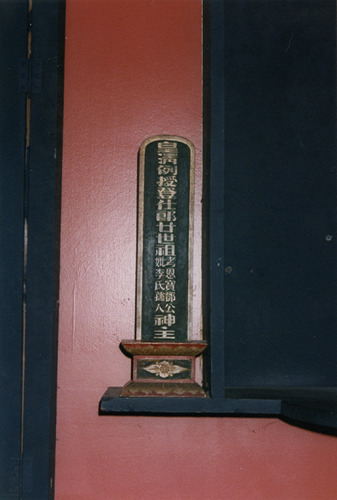 皇清例授登仕郎廿世祖
考恩寶鄧公
妣李氏孺人
神主